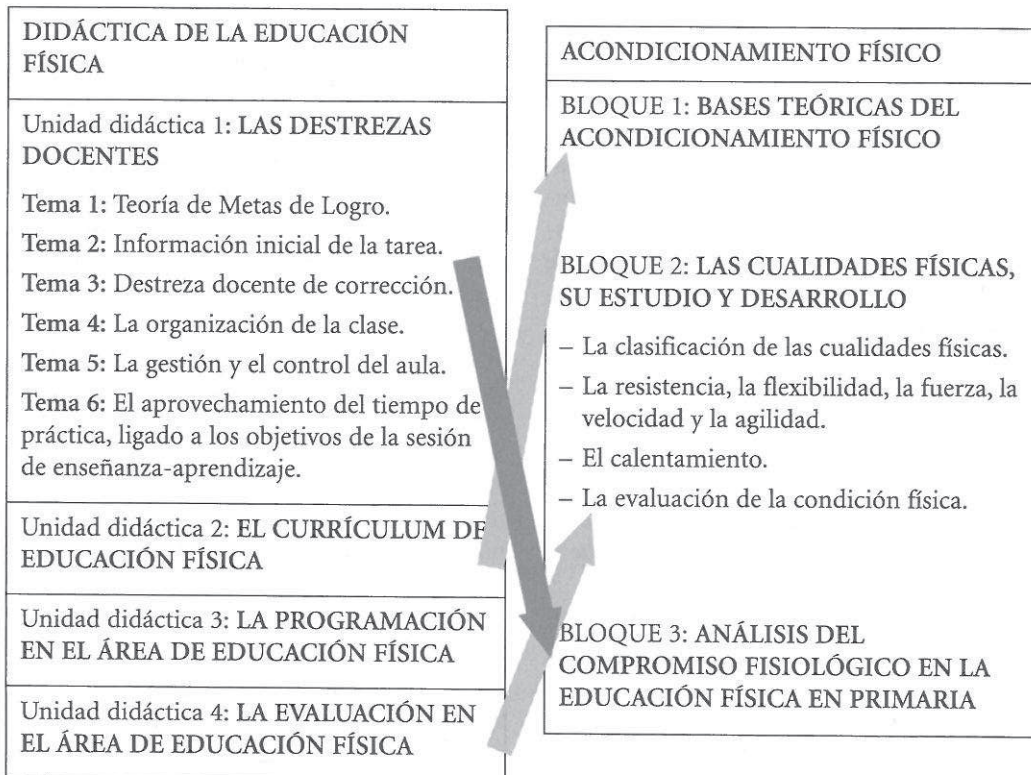 DIDÁCTICA DE LA EDUCACIÓN
FÍSICA
Unidad didáctica 1: LAS DESTREZAS
DOCENTES
Tema 1: Teoría de Metas de Logro.
Tema 2: Información inicial de la tarea.
Tema 3: Destreza docente de corrección.
Tema 4: La organización de la clase.
Tema 5: La gestión y el control del aula.
Tema 6: El aprovechamiento del tiempo de
práctica, ligado a los objetivos de la sesión
de enseñanza-aprendizaje.
Unidad didáctica 2: EL CURRÍCULUM DE
EDUCACIÓN FÍSICA
Unidad didáctica 3: LA PROGRAMACIÓN
EN EL ÁREA DE EDUCACIÓN FÍSICA
Unidad didáctica 4: LA EVALUACIÓN EN
EL ÁREA DE EDUCACIÓN FÍSICA
ACONDICIONAMIENTO FÍSICO
BLOQUE 1: BASES TEÓRICAS DEL
ACONDICIONAMIENTO FÍSICO
BLOQUE 2: LAS CUALIDADES FÍSICAS,
SU ESTUDIO Y DESARROLLO
– La clasificación de las cualidades físicas.
– La resistencia, la flexibilidad, la fuerza, la
velocidad y la agilidad.
– El calentamiento.
– La evaluación de la condición física.
BLOQUE 3: ANÁLISIS DEL
COMPROMISO FISIOLÓGICO EN LA
EDUCACIÓN FÍSICA EN PRIMARIA